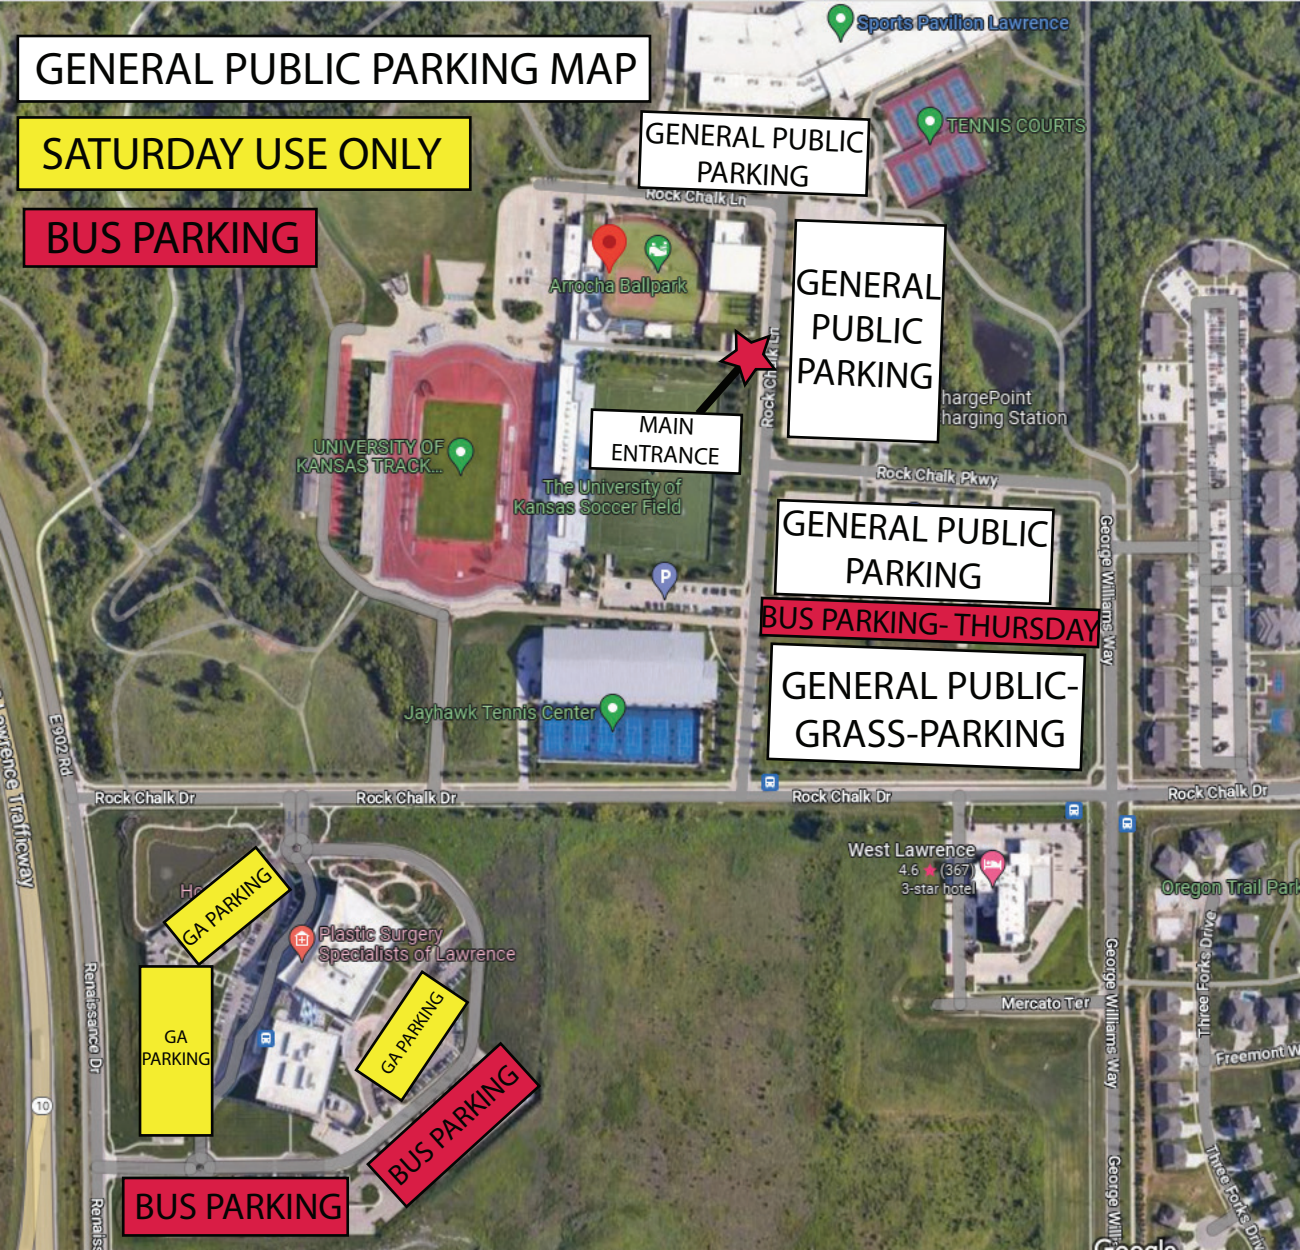 Sports Pavilion Lawrence
GENERAL PUBLIC PARKING MAP
SATURDAY USE ONLY
BUS PARKING
TENNIS COURTS
GENERAL PUBLIC
PARKING
Rock Chalk Ln
GENERAL
PUBLIC
PARKING
Arrocha Ballpark
Rock Chalk Ln
hargePoint
harging Station
MAIN
ENTRANCE
UNIVERSITY OF
KANSAS TRACK...
Rock Chalk Pkwy
The University of
Kansas Soccer Field
P
GENERAL PUBLIC
PARKING
George Williams Way
BUS PARKING- THURSDAY
GENERAL PUBLIC-
GRASS-PARKING
Jayhawk Tennis Center
E902 Rd
Lawrence Trafficway
Rock Chalk Dr
Rock Chalk Dr
Rock Chalk Dr
Rock Chalk Dr
West Lawrence
4.6 ★ (367)
3-star hotel
Oregon Trail Park
Ho
GA PARKING
Plastic Surgery
Specialists of Lawrence
Renaissance Dr
GA
PARKING
GA PARKING
Mercato Ter
George Williams Way
Three Forks Drive
Freemont W
10
BUS PARKING
BUS PARKING
Renaiss
George Willi
Three Forks Driv
Google